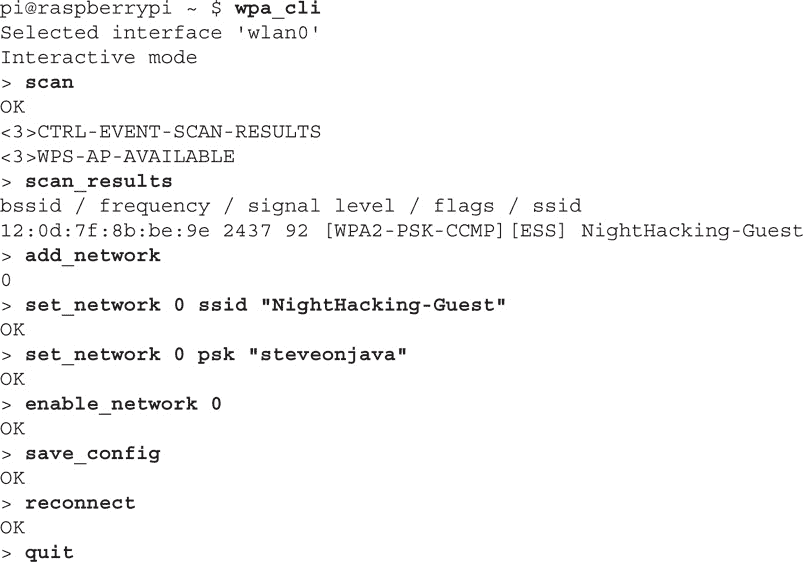 pi@raspberrypi ~ $ wpa_cli
Selected interface 'wlan0'
Interactive mode
> scan
OK
<3>CTRL-EVENT-SCAN-RESULTS
<3>WPS-AP-AVAILABLE
> scan_results
bssid / frequency / signal level / flags / ssid
12:0d:7f:8b:be:9e 2437 92 [WPA2-PSK-CCMP][ESS] NightHacking-Guest
> add_network
0
> set_network 0 ssid "NightHacking-Guest"
OK
> set_network 0 psk "steveonjava"
OK
> enable_network 0
OK
> save_config
OK
> reconnect
OK
> quit